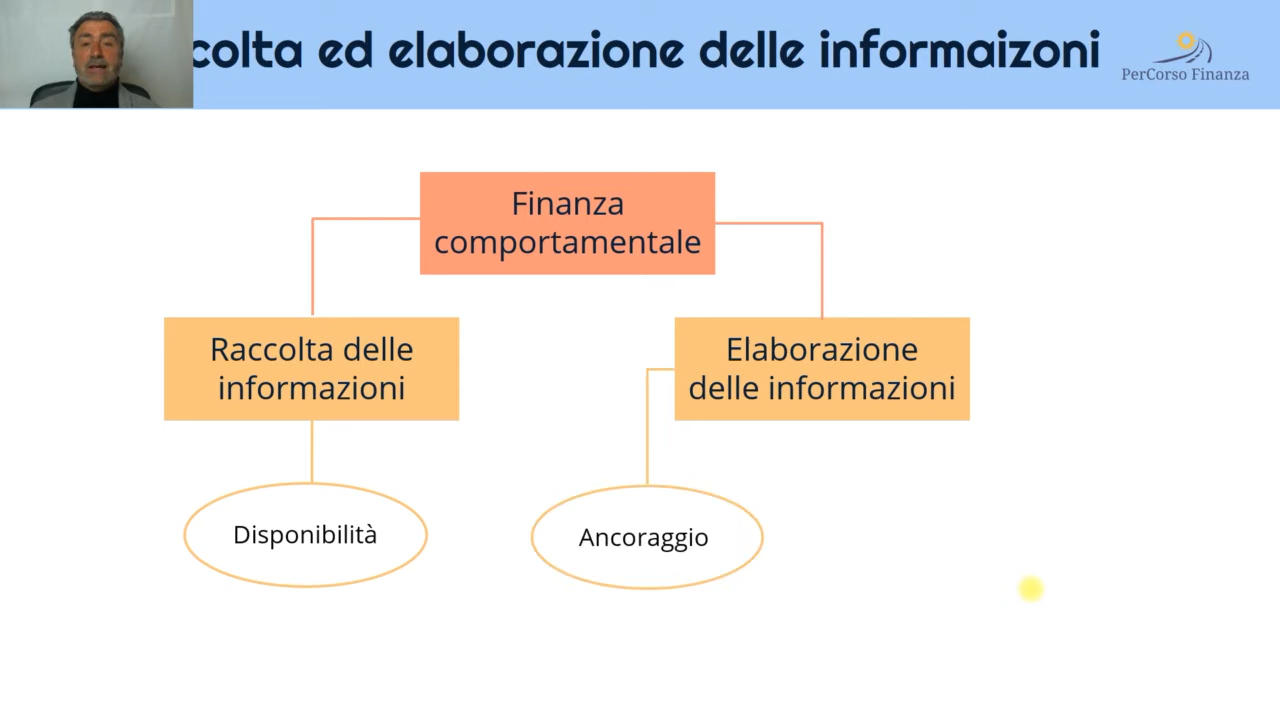 colta ed elaborazione delle informaizoni
PerCorso Finanza
Finanza
comportamentale
Raccolta delle
informazioni
Elaborazione
delle informazioni
Disponibilità
Ancoraggio